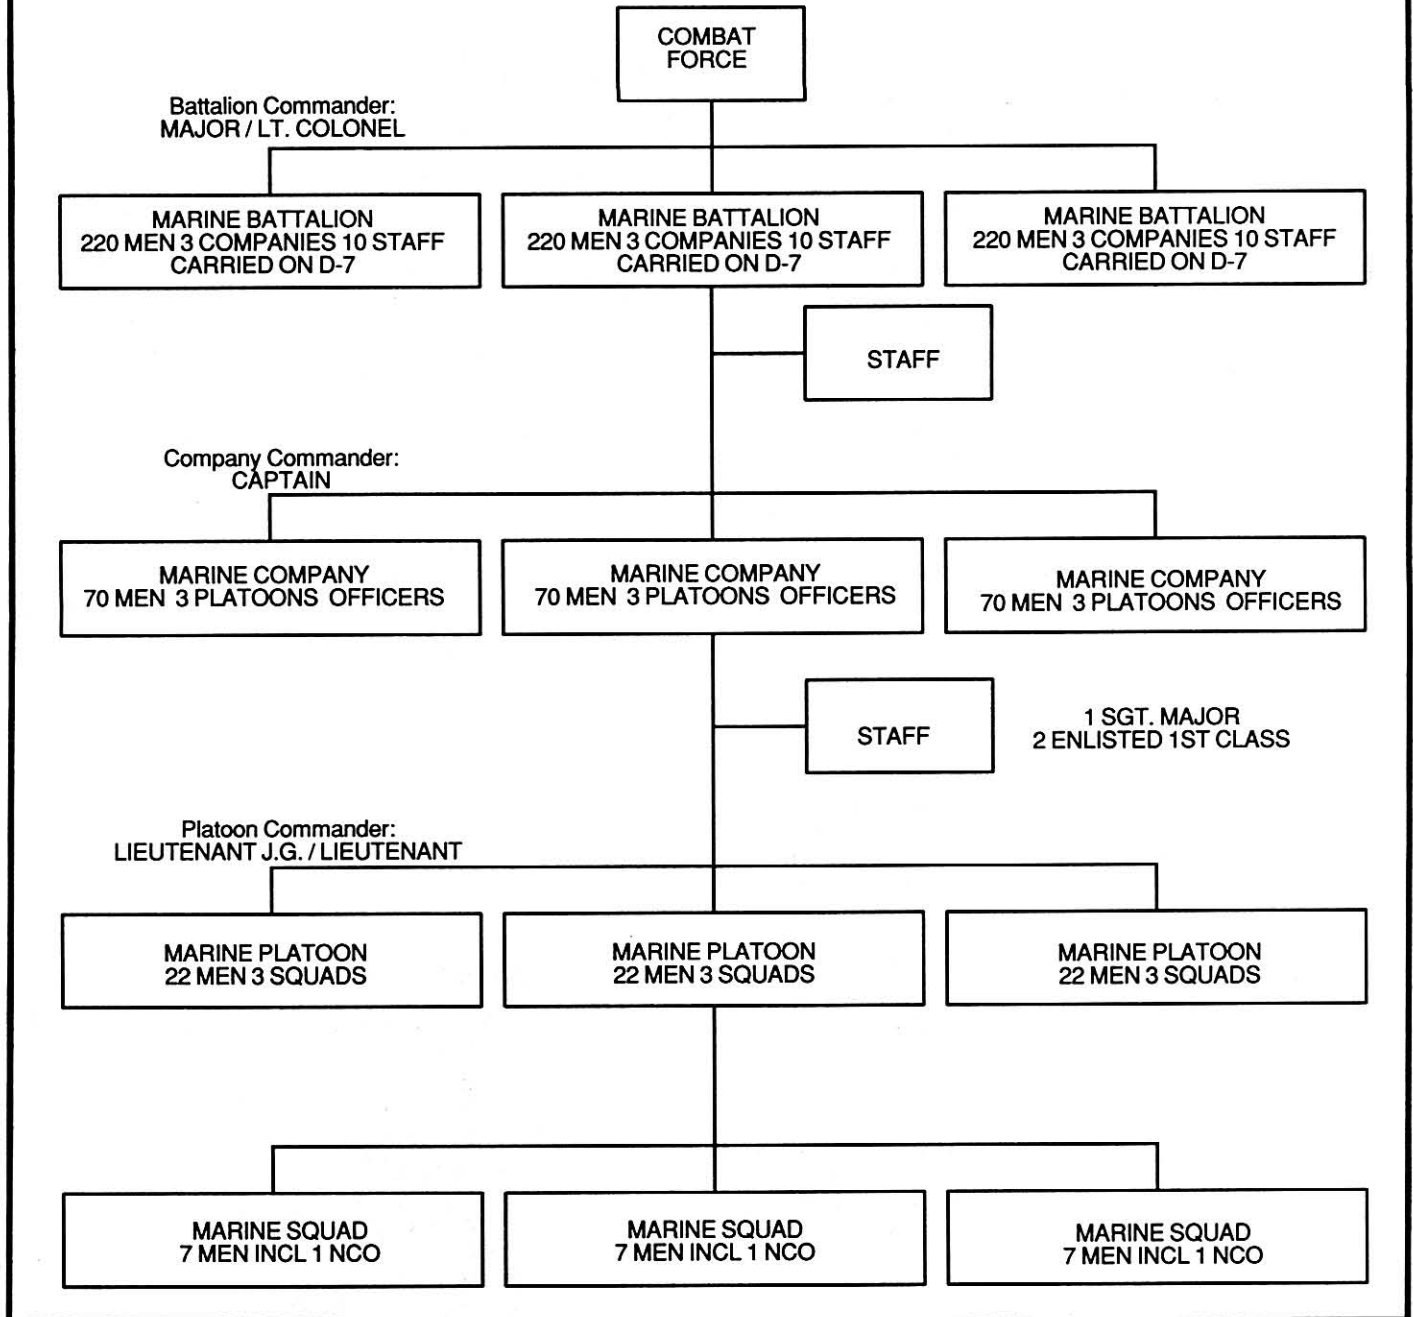 COMBAT
FORCE
Battalion Commander:
MAJOR / LT. COLONEL
MARINE BATTALION
220 MEN 3 COMPANIES 10 STAFF
CARRIED ON D-7
MARINE BATTALION
220 MEN 3 COMPANIES 10 STAFF
CARRIED ON D-7
MARINE BATTALION
220 MEN 3 COMPANIES 10 STAFF
CARRIED ON D-7
STAFF
Company Commander:
CAPTAIN
MARINE COMPANY
70 MEN 3 PLATOONS OFFICERS
MARINE COMPANY
70 MEN 3 PLATOONS OFFICERS
MARINE COMPANY
70 MEN 3 PLATOONS OFFICERS
STAFF
1 SGT. MAJOR
2 ENLISTED 1ST CLASS
Platoon Commander:
LIEUTENANT J.G. / LIEUTENANT
MARINE PLATOON
22 MEN 3 SQUADS
MARINE PLATOON
22 MEN 3 SQUADS
MARINE PLATOON
22 MEN 3 SQUADS
MARINE SQUAD
7 MEN INCL 1 NCO
MARINE SQUAD
7 MEN INCL 1 NCO
MARINE SQUAD
7 MEN INCL 1 NCO